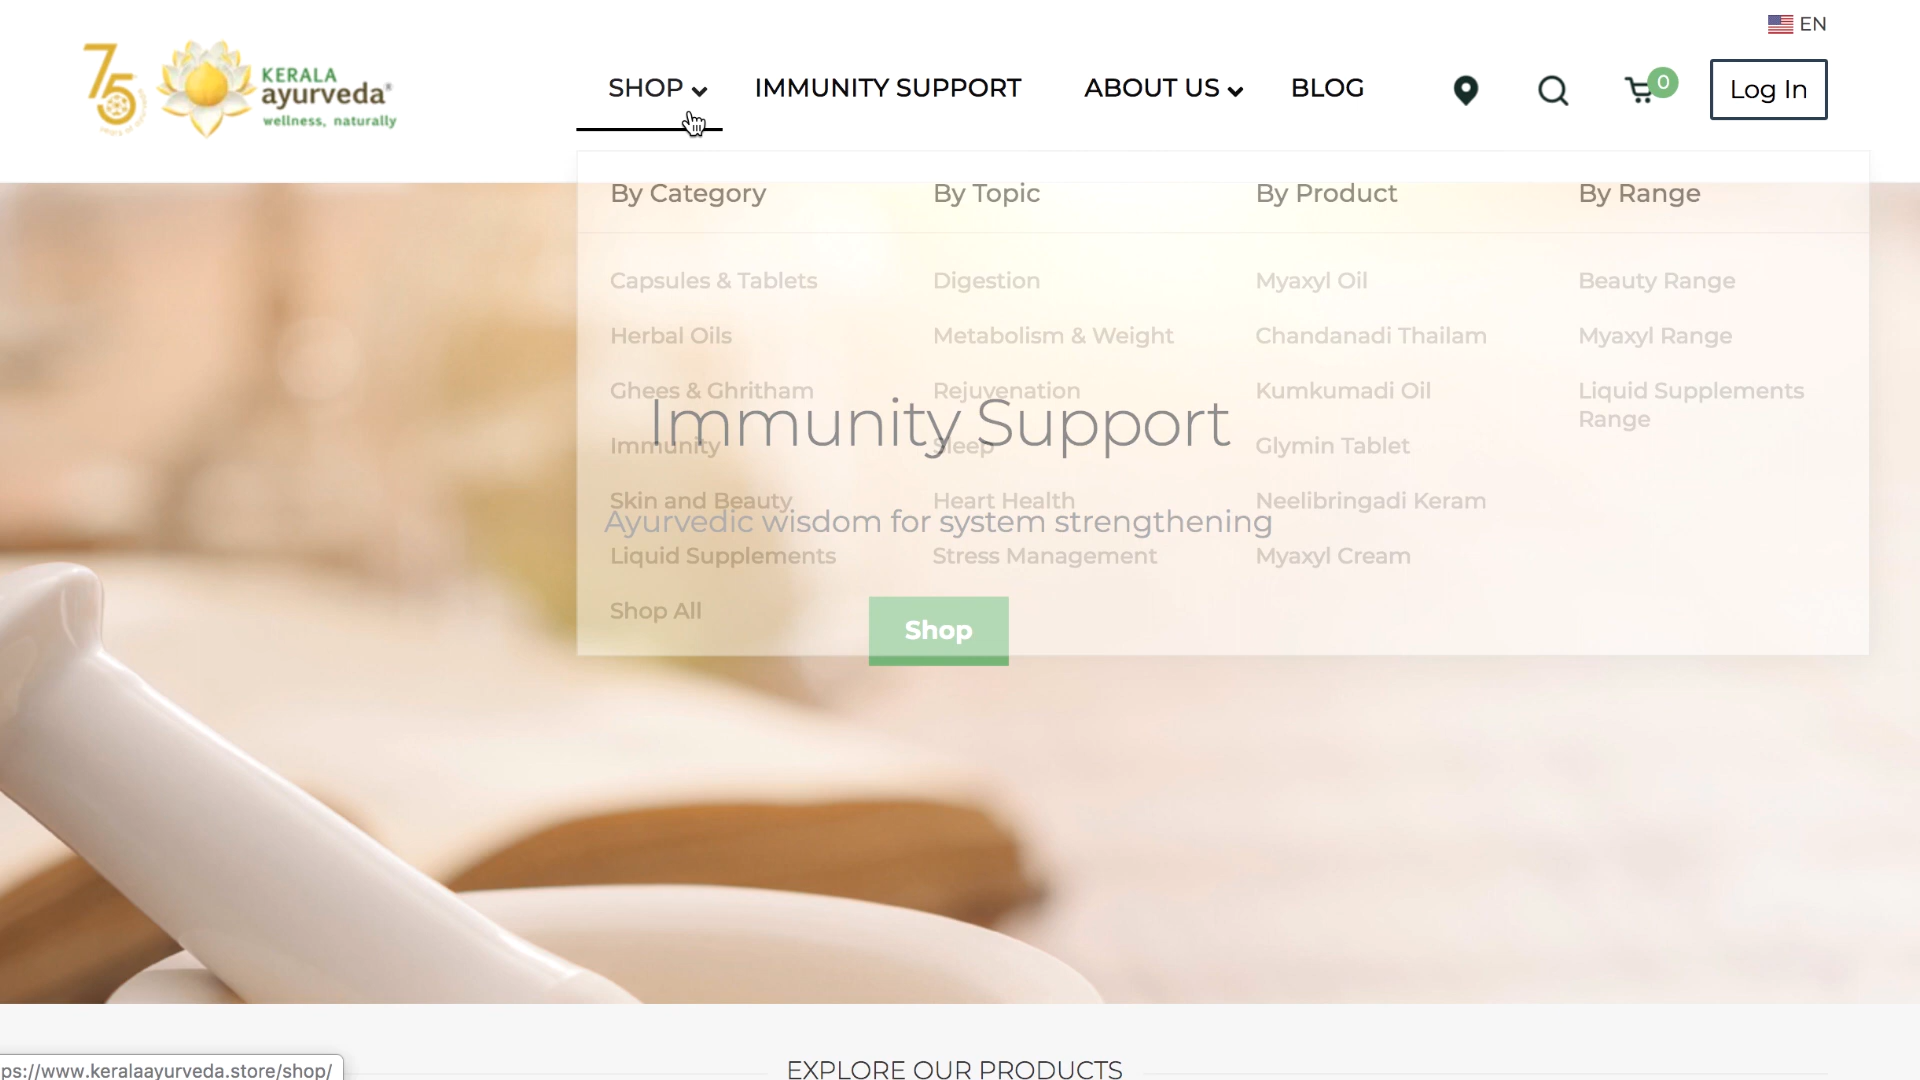 EN
75
years of ayurveda
KERALA
ayurveda®
wellness, naturally
SHOP
IMMUNITY SUPPORT
ABOUT US
BLOG
0
Log In
By Category
By Topic
By Product
By Range
Capsules & Tablets
Digestion
Myaxyl Oil
Beauty Range
Herbal Oils
Metabolism & Weight
Chandanadi Thailam
Myaxyl Range
Ghees & Ghritham
Rejuvenation
Kumkumadi Oil
Liquid Supplements
Range
Immunity Support
Immunity
Sleep
Glymin Tablet
Skin and Beauty
Heart Health
Neelibringadi Keram
Ayurvedic wisdom for system strengthening
Liquid Supplements
Stress Management
Myaxyl Cream
Shop All
Shop
EXPLORE OUR PRODUCTS
ps://www.keralaayurveda.store/shop/